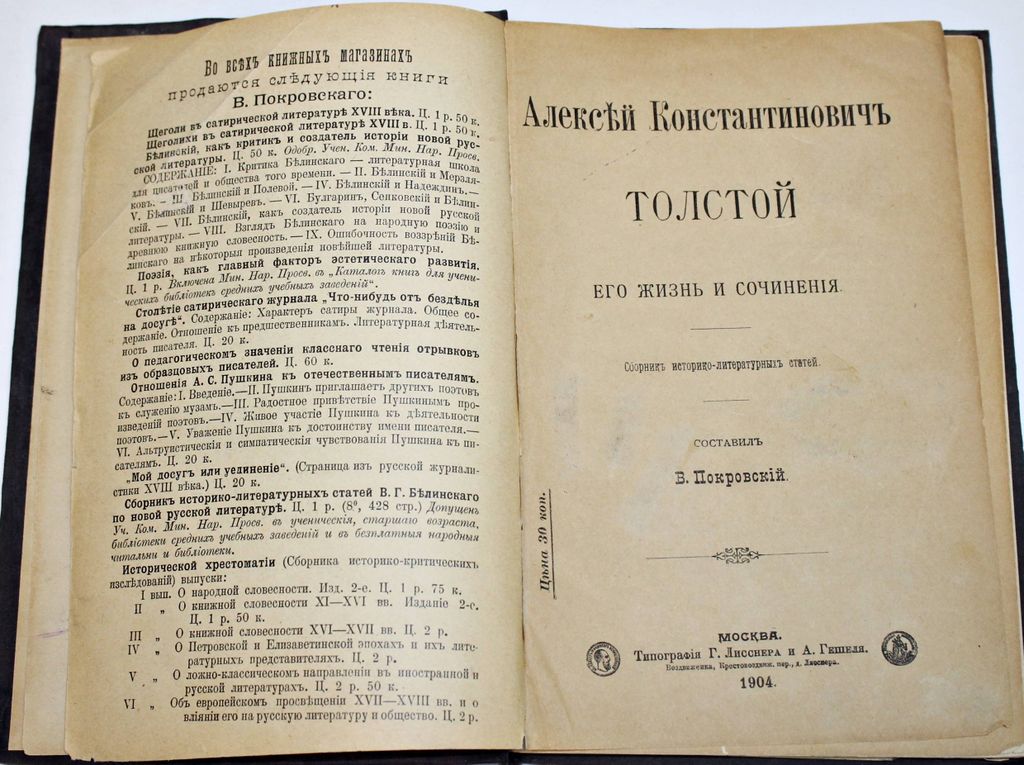 Во всѣхъ книжныхъ магазинахъ
продаются слѣдующія книги
В. Покровскаго:
Щеголи въ сатирической литературѣ XVIII вѣка. Ц. 1 р. 50 к.
Щеголихи въ сатирической литературѣ XVIII в. Ц. 1 р. 50 к.
Бѣлинскій, какъ критикъ и создатель исторіи новой рус-
ской литературы. Ц. 50 к. Одобр. Учен. Ком. Мин. Нар. Просв.
СОДЕРЖАНІЕ: I. Критика Бѣлинскаго — литературная школа
для писателей и общества того времени. — II. Бѣлинскій и Мерзля-
ковъ. — III. Бѣлинскій и Полевой. — IV. Бѣлинскій и Надеждинъ.—
V. Бѣлинскій и Шевыревъ. — VI. Булгаринъ, Сенковскій и Бѣлин-
скій. — VII. Бѣлинскій, какъ создатель исторіи новой русской
литературы. — VIII. Взглядъ Бѣлинскаго на народную поэзію и
древнюю книжную словесность. — IX. Ошибочность воззрѣній Бѣ-
линскаго на нѣкоторыя произведенія новѣйшей литературы.
Поэзія, какъ главный факторъ эстетическаго развитія.
Ц. 1 р. Включена Мин. Нар. Просв. въ „Каталогъ книгъ для учени-
ческихъ библіотекъ среднихъ учебныхъ заведеній“.
Столѣтіе сатирическаго журнала „Что-нибудь отъ бездѣлья
на досугѣ“. Содержаніе: Характеръ сатиры журнала. Общее со-
держаніе. Отношеніе къ предшественникамъ. Литературная дѣятель-
ность писателя. Ц. 20 к.
О педагогическомъ значеніи класснаго чтенія отрывковъ
изъ образцовыхъ писателей. Ц. 60 к.
Отношенія А. С. Пушкина къ отечественнымъ писателямъ.
Содержаніе: I. Введеніе.—II. Пушкинъ приглашаетъ другихъ поэтовъ
къ служенію музамъ.—III. Радостное привѣтствіе Пушкинымъ про-
изведеній поэтовъ.—IV. Живое участіе Пушкина къ дѣятельности
поэтовъ.—V. Уваженіе Пушкина къ достоинству имени писателя.—
VI. Альтруистическія и симпатическія чувствованія Пушкина къ пи-
сателямъ. Ц. 20 к.
„Мой досугъ или уединеніе“. (Страница изъ русской журнали-
стики XVIII вѣка.) Ц. 20 к.
Сборникъ историко-литературныхъ статей В. Г. Бѣлинскаго
по новой русской литературѣ. Ц. 1 р. (8⁰, 428 стр.) Допущенъ
Уч. Ком. Мин. Нар. Просв. въ ученическія, старшаго возраста,
библіотеки среднихъ учебныхъ заведеній и въ безплатныя народныя
читальни и библіотеки.
Исторической хрестоматіи (Сборника историко-критическихъ
изслѣдованій) выпуски:
I вып. О народной словесности. Изд. 2-е. Ц. 1 р. 75 к.
II „ О книжной словесности XI—XVI вв. Изданіе 2-е.
Ц. 1 р. 50 к.
III „ О книжной словесности XVI—XVII вв. Ц. 2 р.
IV „ О Петровской и Елизаветинской эпохахъ и ихъ лите-
ратурныхъ представителяхъ. Ц. 2 р.
V „ О ложно-классическомъ направленіи въ иностранной и
русской литературахъ. Ц. 2 р. 50 к.
VI „ Объ европейскомъ просвѣщеніи XVII—XVIII вв. и о
вліяніи его на русскую литературу и общество. Ц. 2 р.
Алексѣй Константиновичъ
ТОЛСТОЙ
ЕГО ЖИЗНЬ И СОЧИНЕНІЯ.
Сборникъ историко-литературныхъ статей.
СОСТАВИЛЪ
В. Покровскій.
Цѣна 30 коп.
МОСКВА.
Типографія Г. Лисснера и А. Гешеля.
Воздвиженка, Крестовоздвиж. пер., д. Лисснера.
1904.